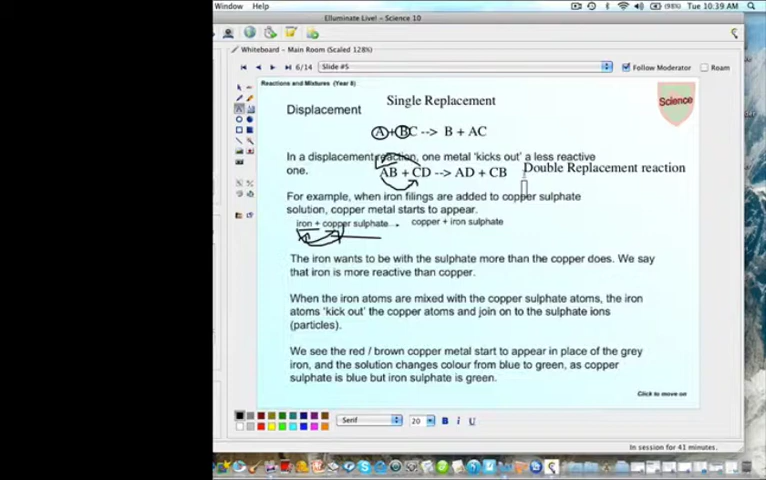 Window Help
(98%) Tue 10:39 AM
Elluminate Live! - Science 10
Whiteboard - Main Room (Scaled 128%)
6/14 Slide #5 Follow Moderator Roam
Reactions and Mixtures (Year 8)
Displacement
Single Replacement
Science
A + BC --> B + AC
In a displacement reaction, one metal 'kicks out' a less reactive
one.
AB + CD --> AD + CB
Double Replacement reaction
For example, when iron filings are added to copper sulphate
solution, copper metal starts to appear.
iron + copper sulphate copper + iron sulphate
The iron wants to be with the sulphate more than the copper does. We say
that iron is more reactive than copper.
When the iron atoms are mixed with the copper sulphate atoms, the iron
atoms 'kick out' the copper atoms and join on to the sulphate ions
(particles).
We see the red / brown copper metal start to appear in place of the grey
iron, and the solution changes colour from blue to green, as copper
sulphate is blue but iron sulphate is green.
Click to move on
Serif 20 B i U
In session for 41 minutes.